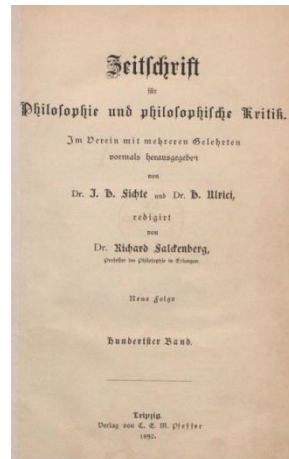 Zeitschrift
für
Philosophie und philosophische Kritik.
Im Verein mit mehreren Gelehrten
vormals herausgegeben
von
Dr. J. H. Fichte und Dr. H. Ulrici,
redigirt
von
Dr. Richard Falckenberg,
Professor der Philosophie in Erlangen.
Neue Folge
Hundertster Band.
Leipzig.
Verlag von C. E. M. Pfeffer
1892.